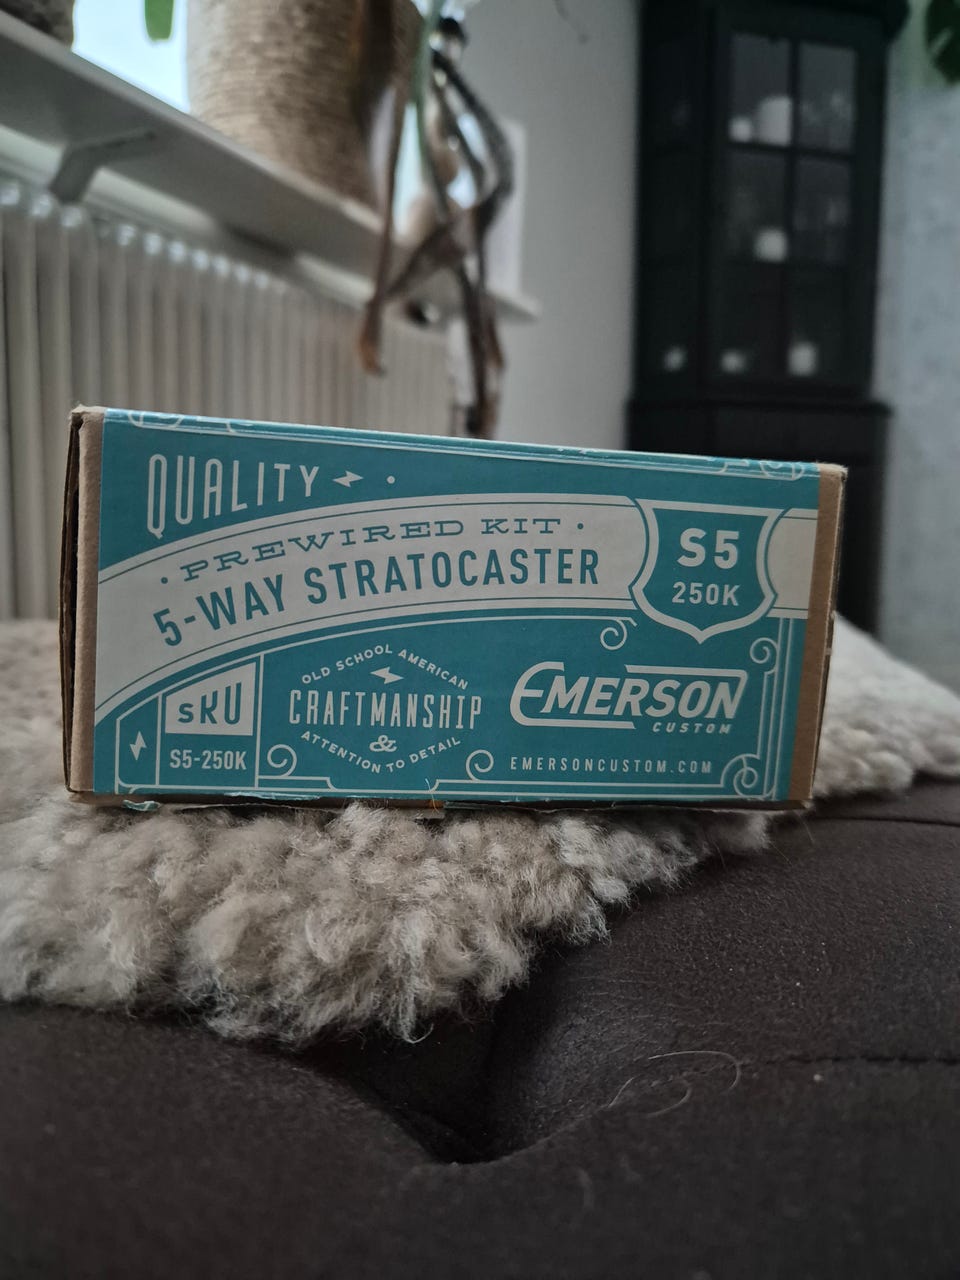 QUALITY
PREWIRED KIT
5-WAY STRATOCASTER
S5
250K
SKU
S5-250K
OLD SCHOOL AMERICAN
CRAFTMANSHIP
&
ATTENTION TO DETAIL
EMERSON
CUSTOM
EMERSONCUSTOM.COM